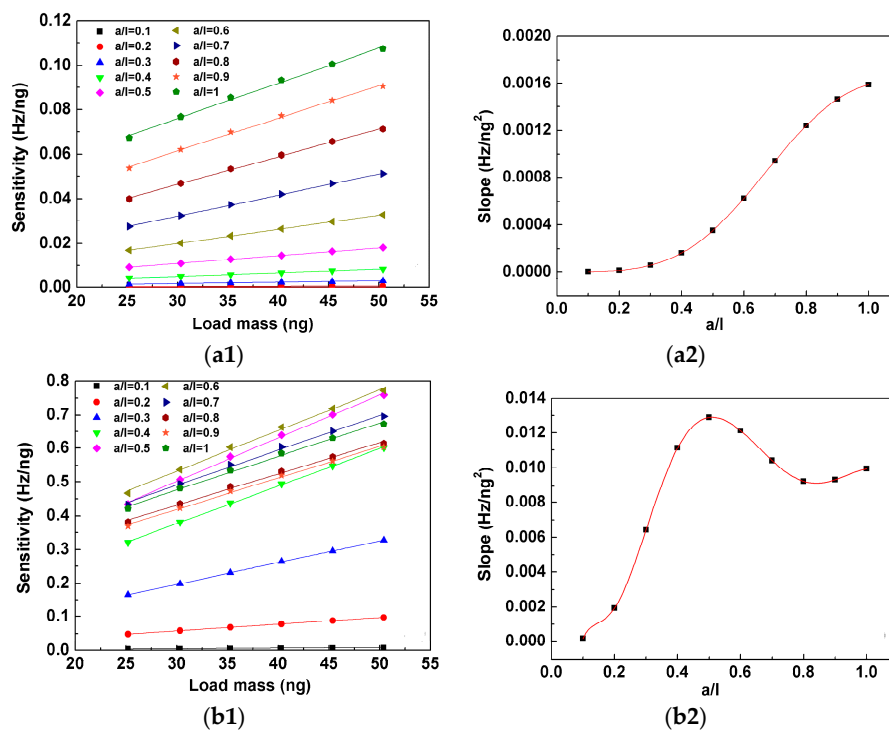 0.12
0.10
0.08
0.06
0.04
0.02
0.00
Sensitivity (Hz/ng)
a/l=0.1 a/l=0.6
a/l=0.2 a/l=0.7
a/l=0.3 a/l=0.8
a/l=0.4 a/l=0.9
a/l=0.5 a/l=1
20 25 30 35 40 45 50 55
Load mass (ng)
(a1)
0.0020
0.0016
0.0012
0.0008
0.0004
0.0000
Slope (Hz/ng²)
0.0 0.2 0.4 0.6 0.8 1.0
a/l
(a2)
0.8
0.7
0.6
0.5
0.4
0.3
0.2
0.1
0.0
Sensitivity (Hz/ng)
a/l=0.1 a/l=0.6
a/l=0.2 a/l=0.7
a/l=0.3 a/l=0.8
a/l=0.4 a/l=0.9
a/l=0.5 a/l=1
20 25 30 35 40 45 50 55
Load mass (ng)
(b1)
0.014
0.012
0.010
0.008
0.006
0.004
0.002
0.000
Slope (Hz/ng²)
0.0 0.2 0.4 0.6 0.8 1.0
a/l
(b2)